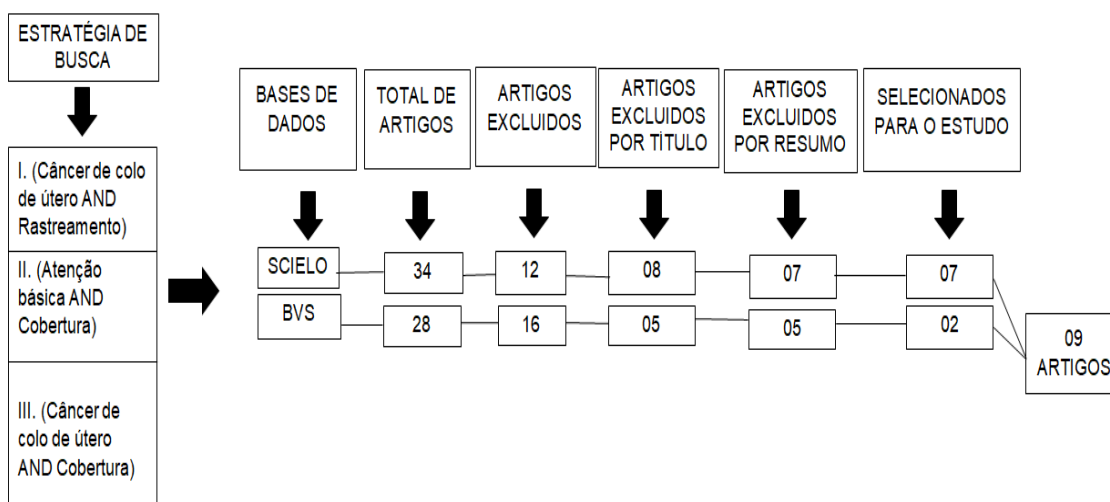 ESTRATÉGIA DE
BUSCA
I. (Câncer de colo
de útero AND
Rastreamento)
II. (Atenção
básica AND
Cobertura)
III. (Câncer de
colo de útero
AND Cobertura)
BASES DE
DADOS
TOTAL DE
ARTIGOS
ARTIGOS
EXCLUIDOS
ARTIGOS
EXCLUIDOS
POR TÍTULO
ARTIGOS
EXCLUIDOS
POR RESUMO
SELECIONADOS
PARA O ESTUDO
SCIELO
34
12
08
07
07
BVS
28
16
05
05
02
09
ARTIGOS